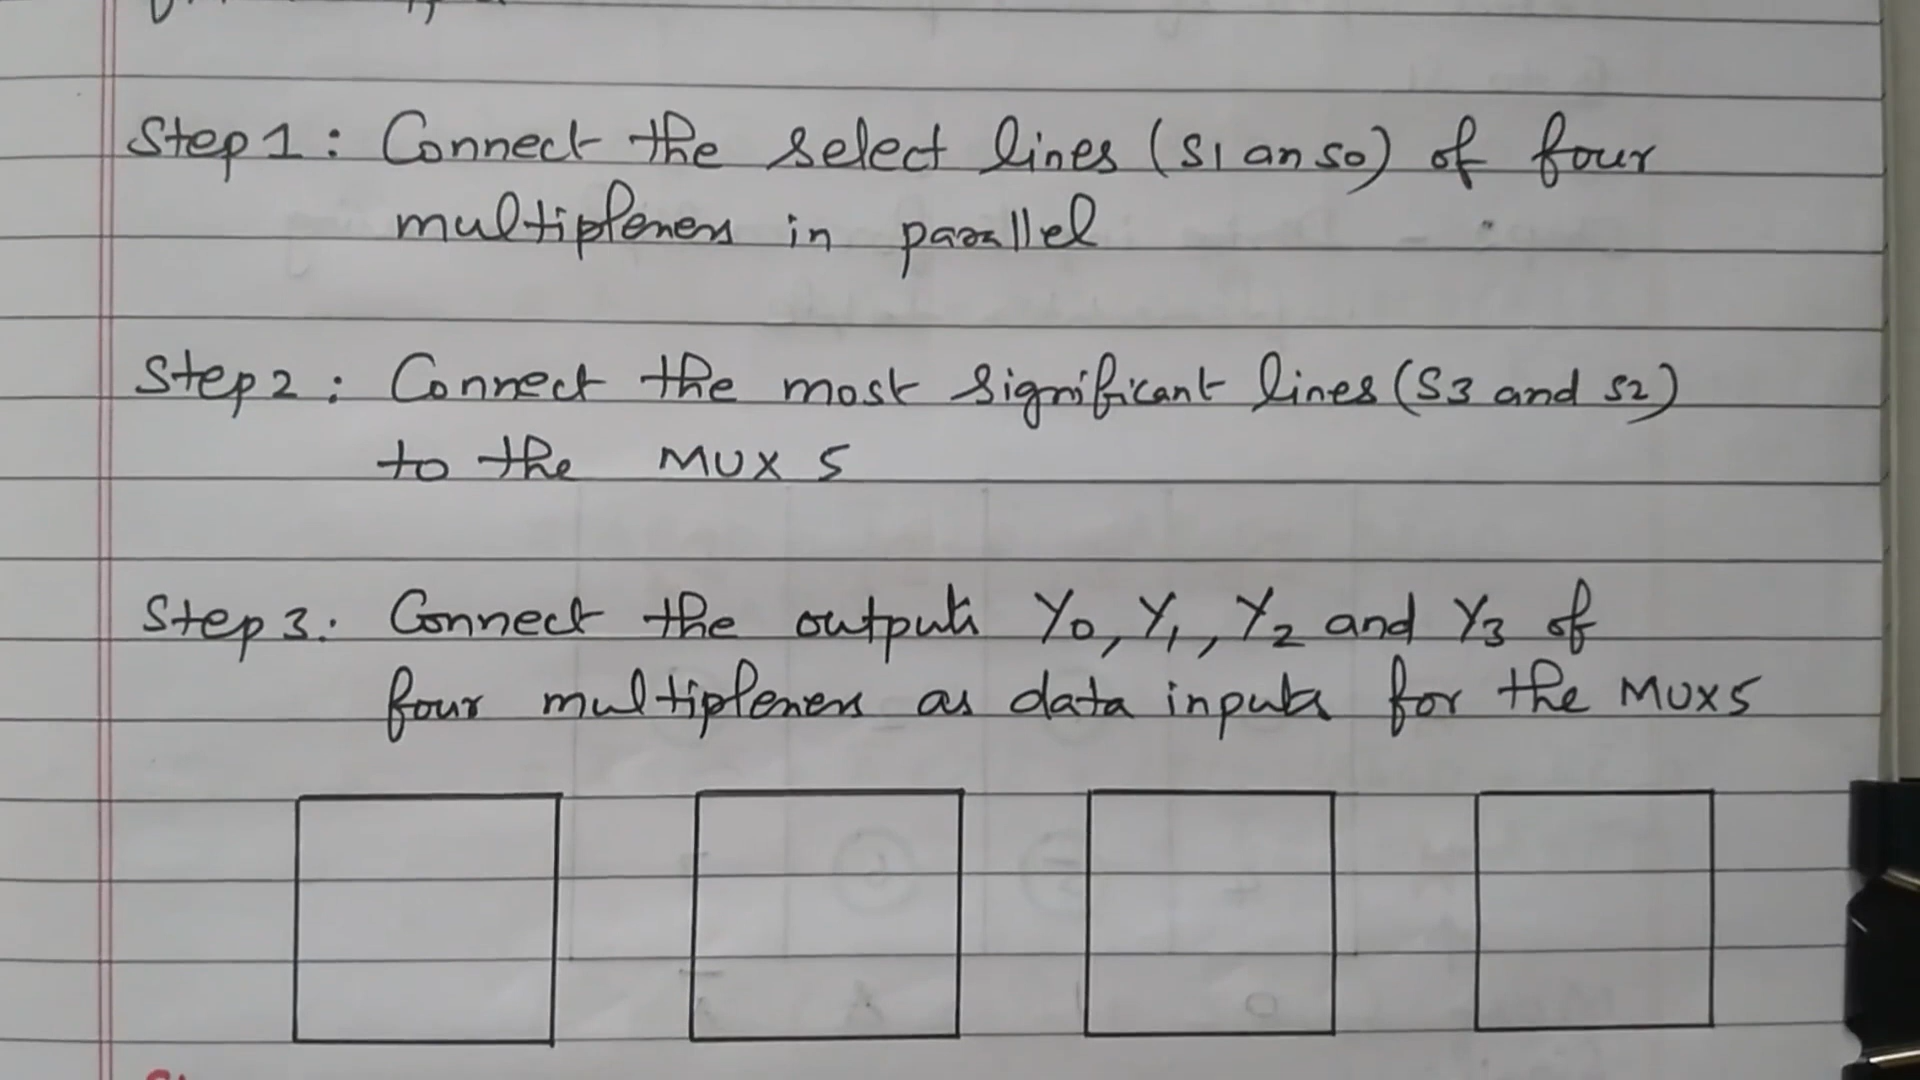 Step 1 : Connect the select lines (S1 an S0) of four
multiplexers in parallel
Step 2 : Connect the most significant lines (S3 and S2)
to the MUX 5
Step 3 : Connect the outputs Y0, Y1, Y2 and Y3 of
four multiplexers as data inputs for the MUX5